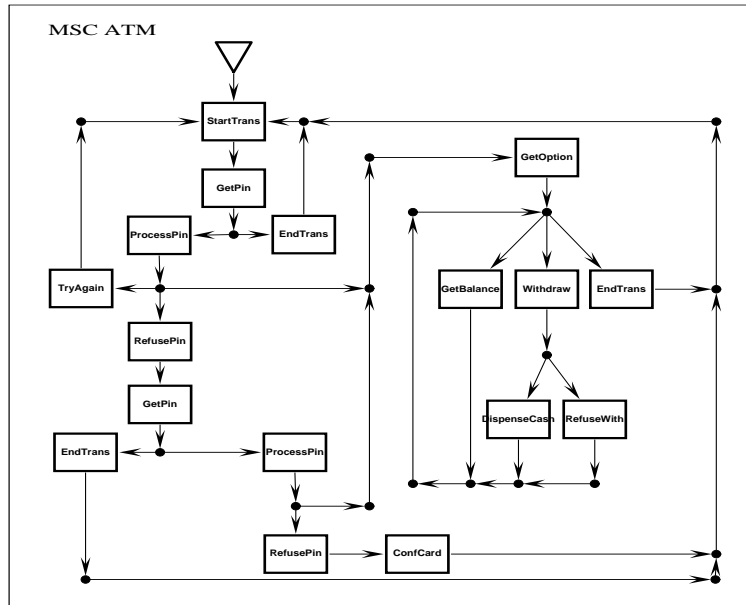 MSC ATM
StartTrans
GetOption
GetPin
ProcessPin
EndTrans
TryAgain
GetBalance
Withdraw
EndTrans
RefusePin
GetPin
DispenseCash
RefuseWith
EndTrans
ProcessPin
RefusePin
ConfCard